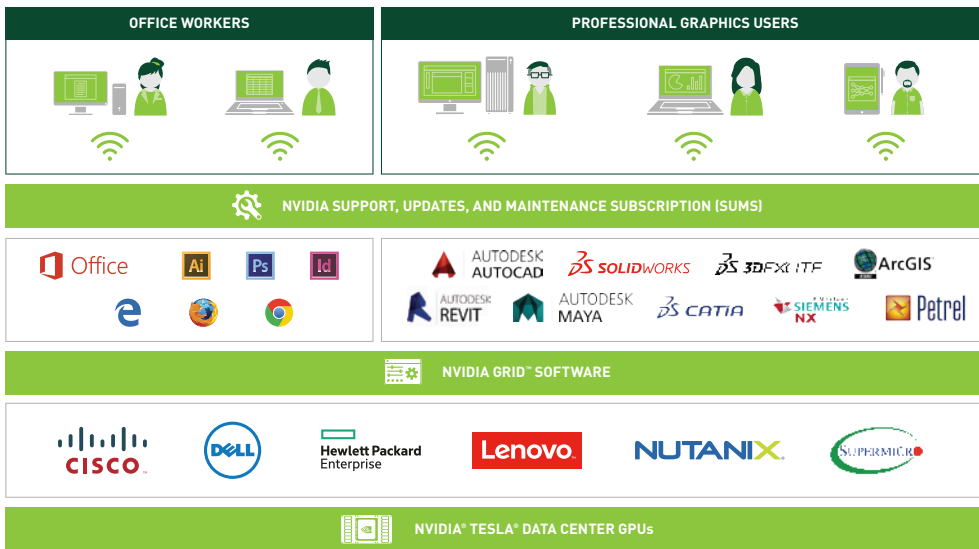 OFFICE WORKERS
PROFESSIONAL GRAPHICS USERS
NVIDIA SUPPORT, UPDATES, AND MAINTENANCE SUBSCRIPTION (SUMS)
Office
Ai
Ps
Id
AUTODESK
AUTOCAD
SOLIDWORKS
ArcGIS
AUTODESK
REVIT
AUTODESK
MAYA
CATIA
SIEMENS
NX
Petrel
NVIDIA GRID™ SOFTWARE
CISCO
DELL
Hewlett Packard
Enterprise
Lenovo
NUTANIX
SUPERMICR
NVIDIA® TESLA® DATA CENTER GPUs